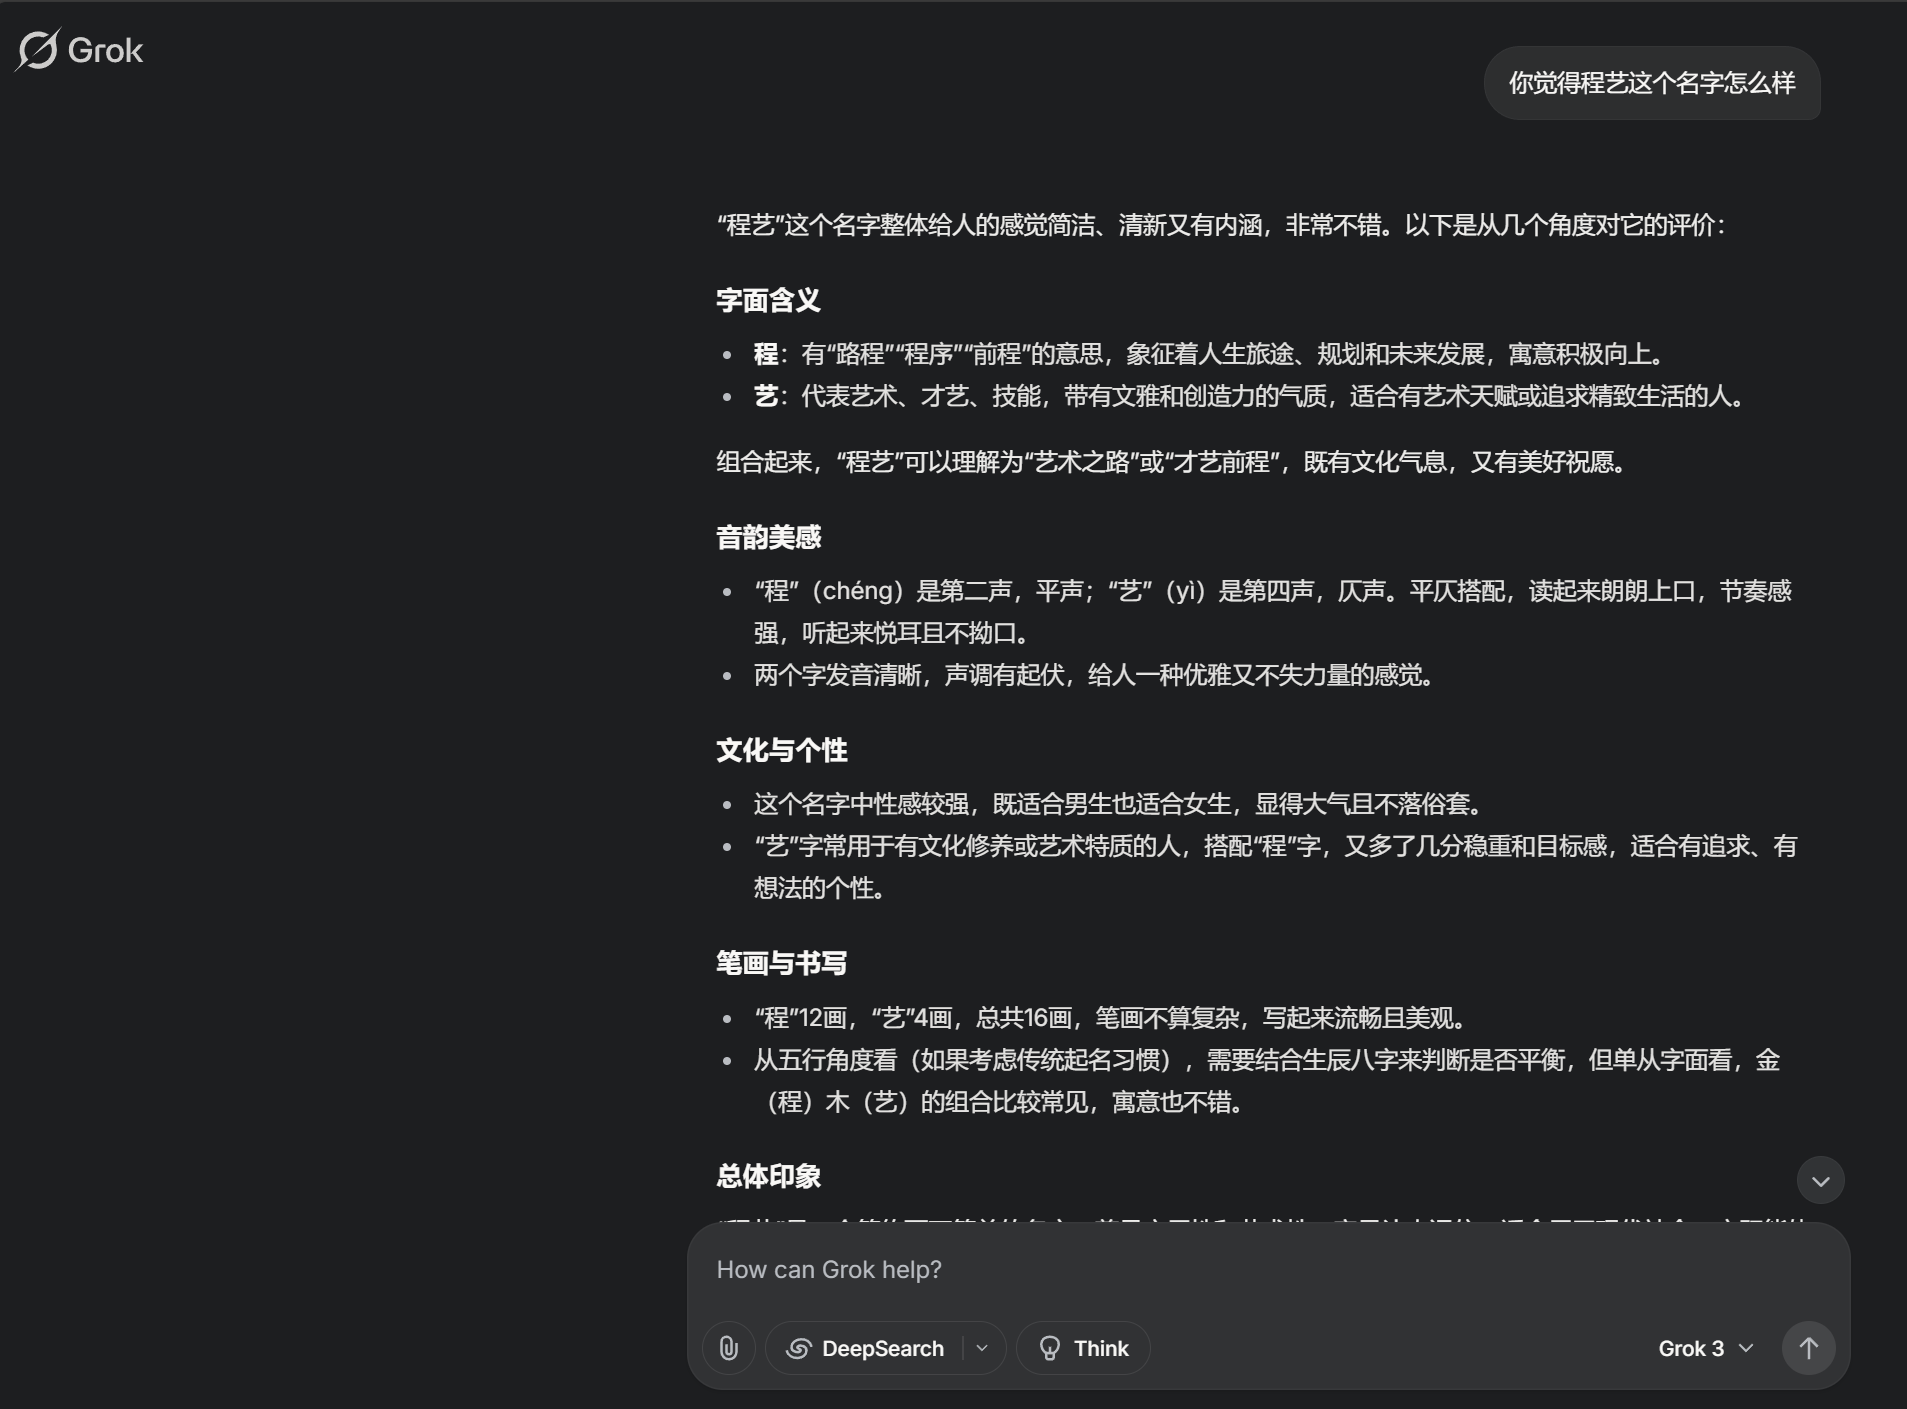 Grok
你觉得程艺这个名字怎么样
“程艺”这个名字整体给人的感觉简洁、清新又有内涵，非常不错。以下是从几个角度对它的评价：
字面含义
程：有“路程”“程序”“前程”的意思，象征着人生旅途、规划和未来发展，寓意积极向上。
艺：代表艺术、才艺、技能，带有文雅和创造力的气质，适合有艺术天赋或追求精致生活的人。
组合起来，“程艺”可以理解为“艺术之路”或“才艺前程”，既有文化气息，又有美好祝愿。
音韵美感
“程”（chéng）是第二声，平声；“艺”（yì）是第四声，仄声。平仄搭配，读起来朗朗上口，节奏感
强，听起来悦耳且不拗口。
两个字发音清晰，声调有起伏，给人一种优雅又不失力量的感觉。
文化与个性
这个名字中性感较强，既适合男生也适合女生，显得大气且不落俗套。
“艺”字常用于有文化修养或艺术特质的人，搭配“程”字，又多了几分稳重和目标感，适合有追求、有
想法的个性。
笔画与书写
“程”12画，“艺”4画，总共16画，笔画不算复杂，写起来流畅且美观。
从五行角度看（如果考虑传统起名习惯），需要结合生辰八字来判断是否平衡，但单从字面看，金
（程）木（艺）的组合比较常见，寓意也不错。
总体印象
How can Grok help?
DeepSearch
Think
Grok 3